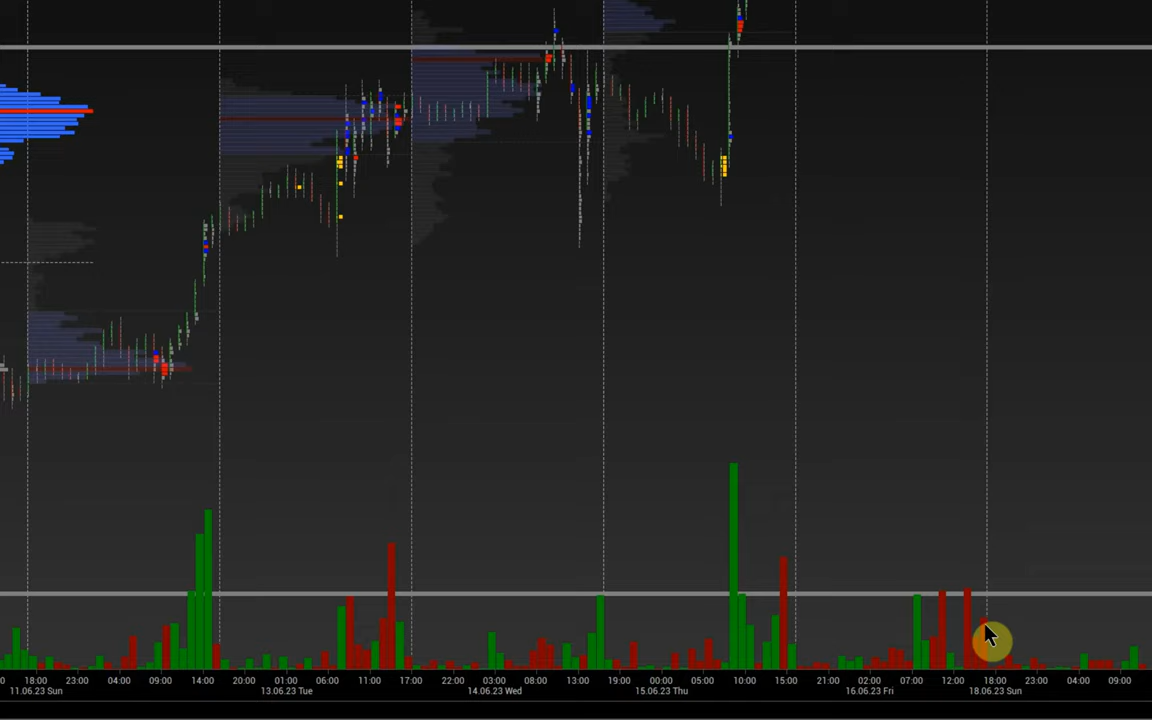 0 18:00 23:00 04:00 09:00 14:00 20:00 01:00 06:00 11:00 17:00 22:00 03:00 08:00 13:00 19:00 00:00 05:00 10:00 15:00 21:00 02:00 07:00 12:00 18:00 23:00 04:00 09:00
11.06.23 Sun 13.06.23 Tue 14.06.23 Wed 15.06.23 Thu 16.06.23 Fri 18.06.23 Sun